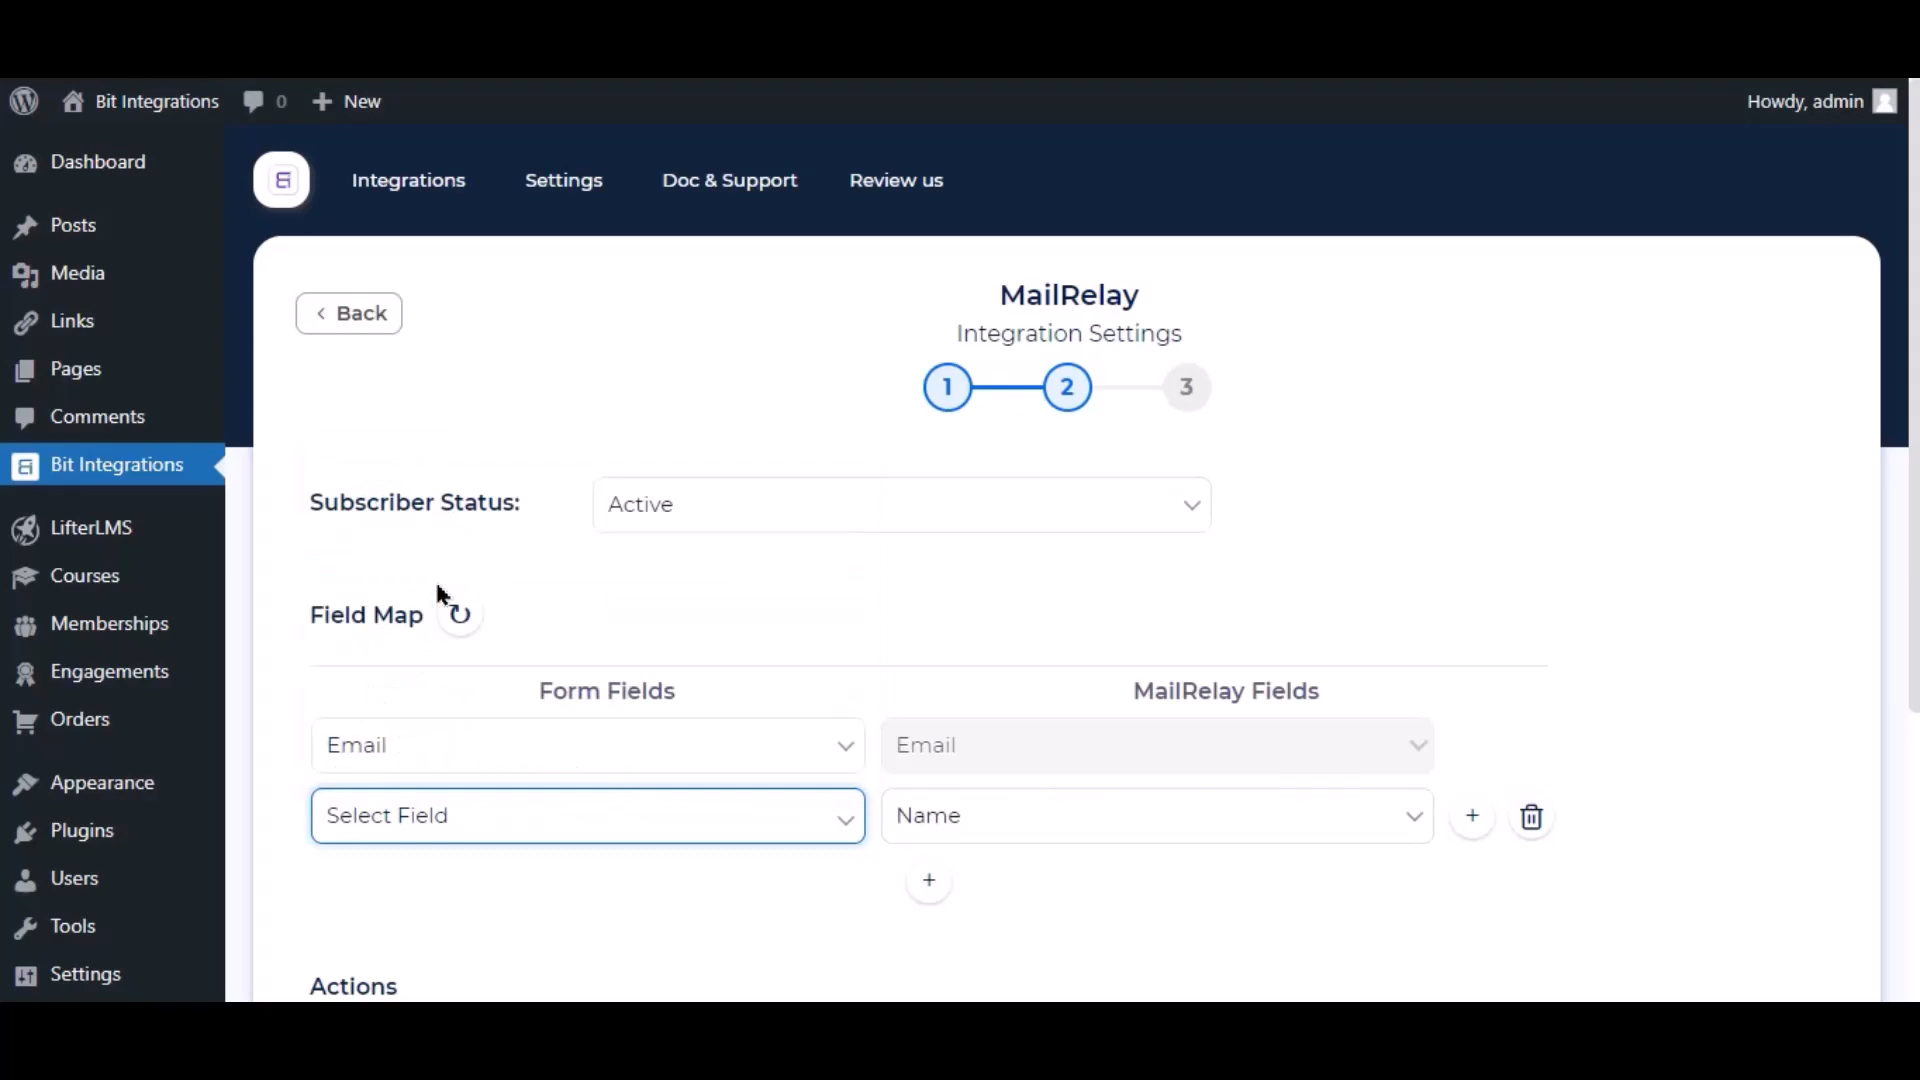 Bit Integrations 0 + New Howdy, admin
Dashboard
Posts
Media
Links
Pages
Comments
Bit Integrations
LifterLMS
Courses
Memberships
Engagements
Orders
Appearance
Plugins
Users
Tools
Settings
Integrations Settings Doc & Support Review us
< Back
MailRelay
Integration Settings
1 2 3
Subscriber Status: Active
Field Map
Form Fields MailRelay Fields
Email Email
Select Field Name +
+
Actions